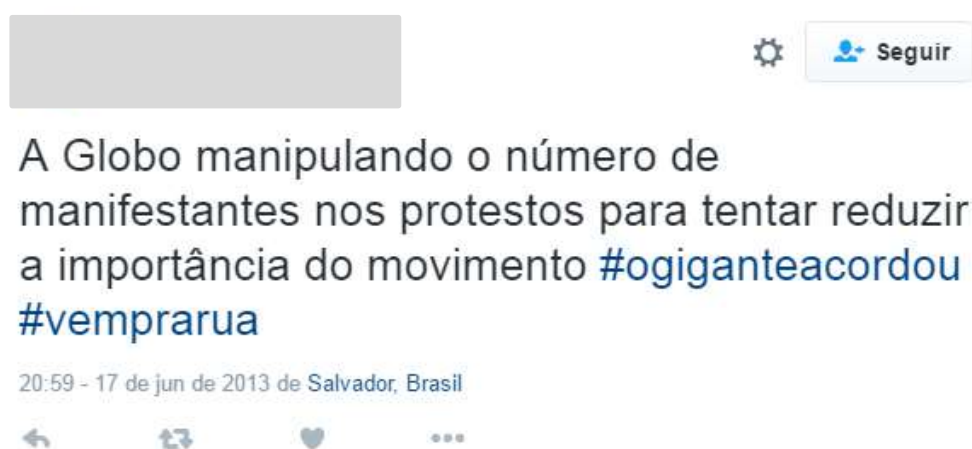 Seguir
A Globo manipulando o número de
manifestantes nos protestos para tentar reduzir
a importância do movimento #ogiganteacordou
#vemprarua
20:59 - 17 de jun de 2013 de Salvador, Brasil